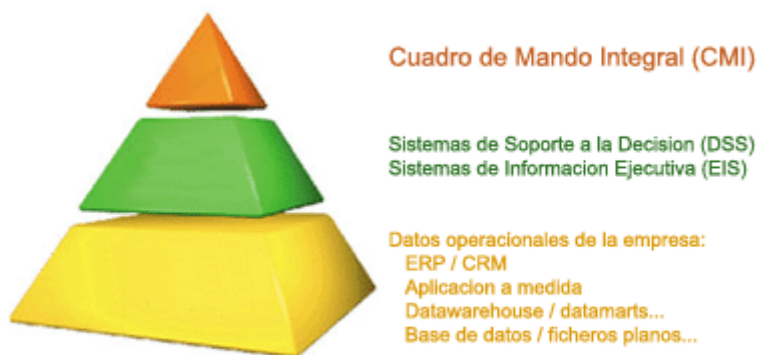 Cuadro de Mando Integral (CMI)
Sistemas de Soporte a la Decision (DSS)
Sistemas de Informacion Ejecutiva (EIS)
Datos operacionales de la empresa:
ERP / CRM
Aplicacion a medida
Datawarehouse / datamarts...
Base de datos / ficheros planos...